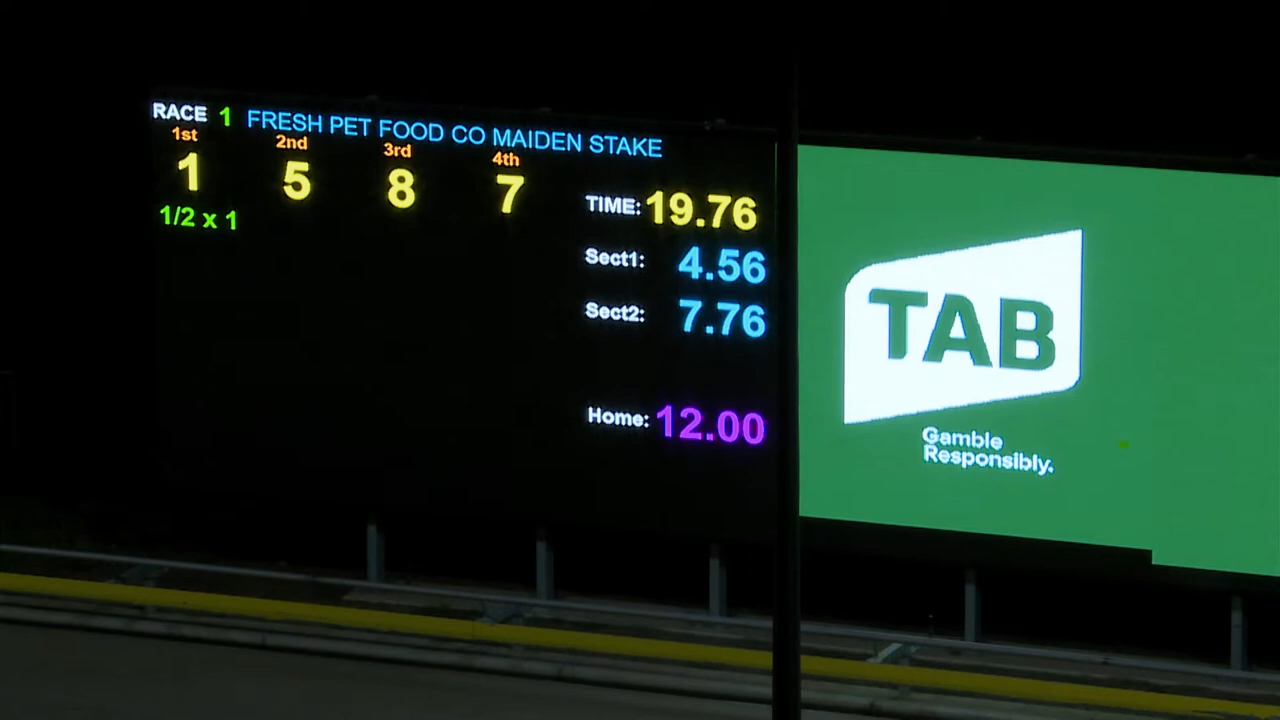 RACE 1 FRESH PET FOOD CO MAIDEN STAKE
1st 2nd 3rd 4th
1 5 8 7
1/2 x 1
TIME: 19.76
Sect1: 4.56
Sect2: 7.76
Home: 12.00
TAB
Gamble
Responsibly.